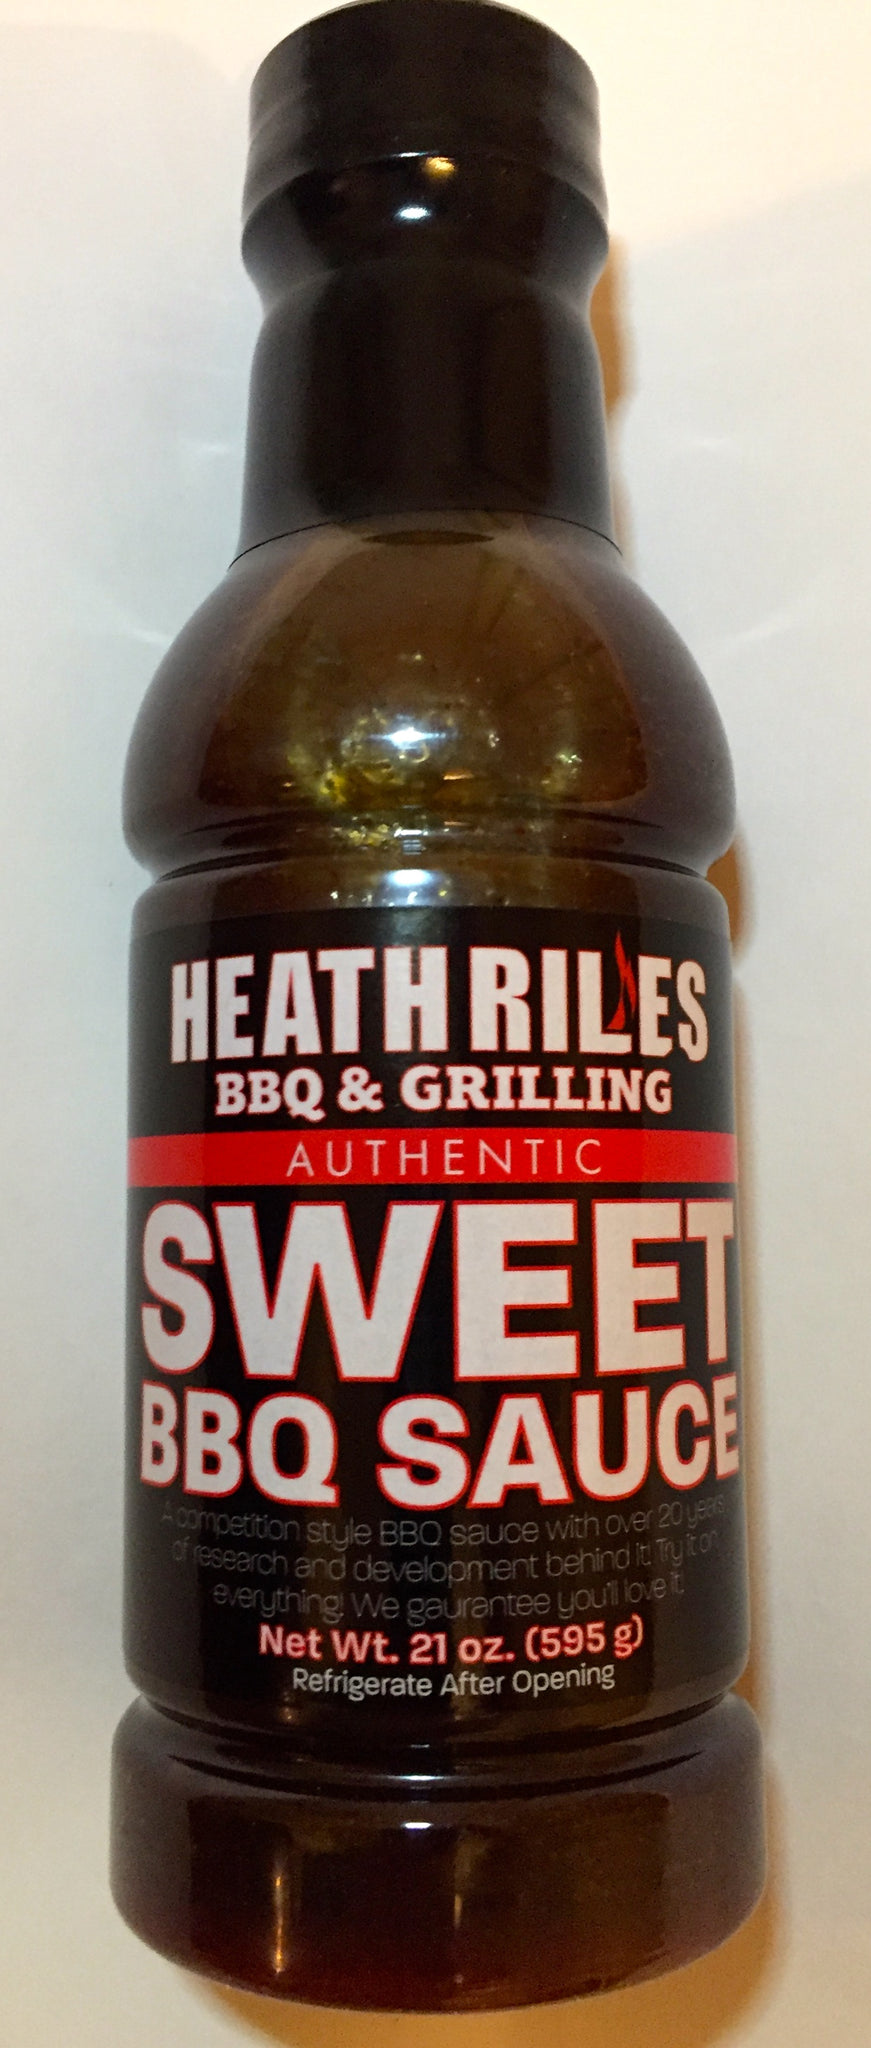 HEATH RILES
BBQ & GRILLING
AUTHENTIC
SWEET
BBQ SAUCE
A competition style BBQ sauce with over 20 years
of research and development behind it! Try it on
everything! We gaurantee you'll love it.
Net Wt. 21 oz. (595 g)
Refrigerate After Opening